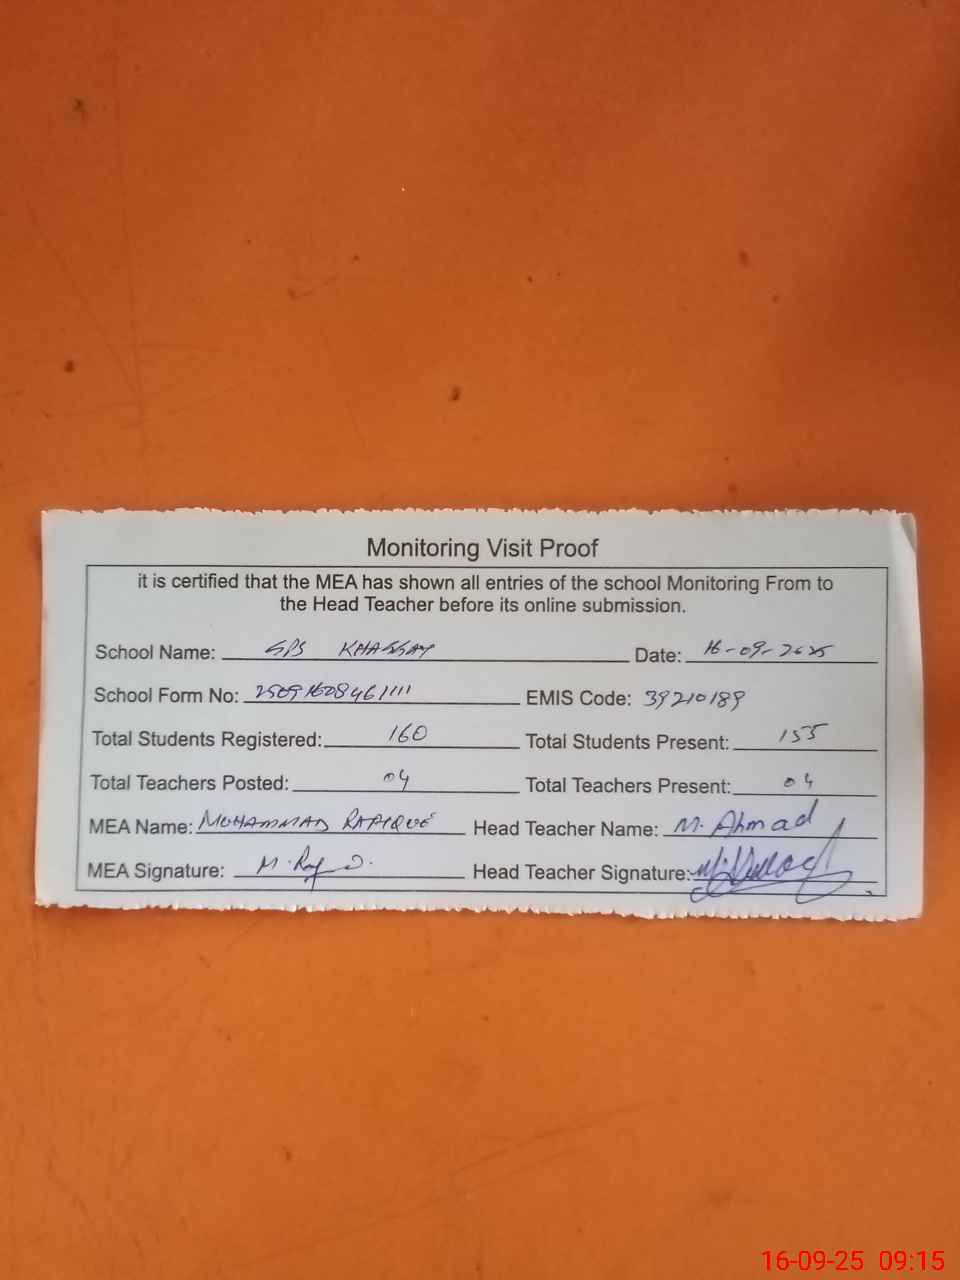 Monitoring Visit Proof
it is certified that the MEA has shown all entries of the school Monitoring From to
the Head Teacher before its online submission.
School Name: GPS KHASSAY Date: 16-09-2025
School Form No: 25091608461111 EMIS Code: 39210189
Total Students Registered: 160 Total Students Present: 155
Total Teachers Posted: 04 Total Teachers Present: 04
MEA Name: MUHAMMAD RAFIQUE Head Teacher Name: M. Ahmad
MEA Signature: Head Teacher Signature:
16-09-25 09:15